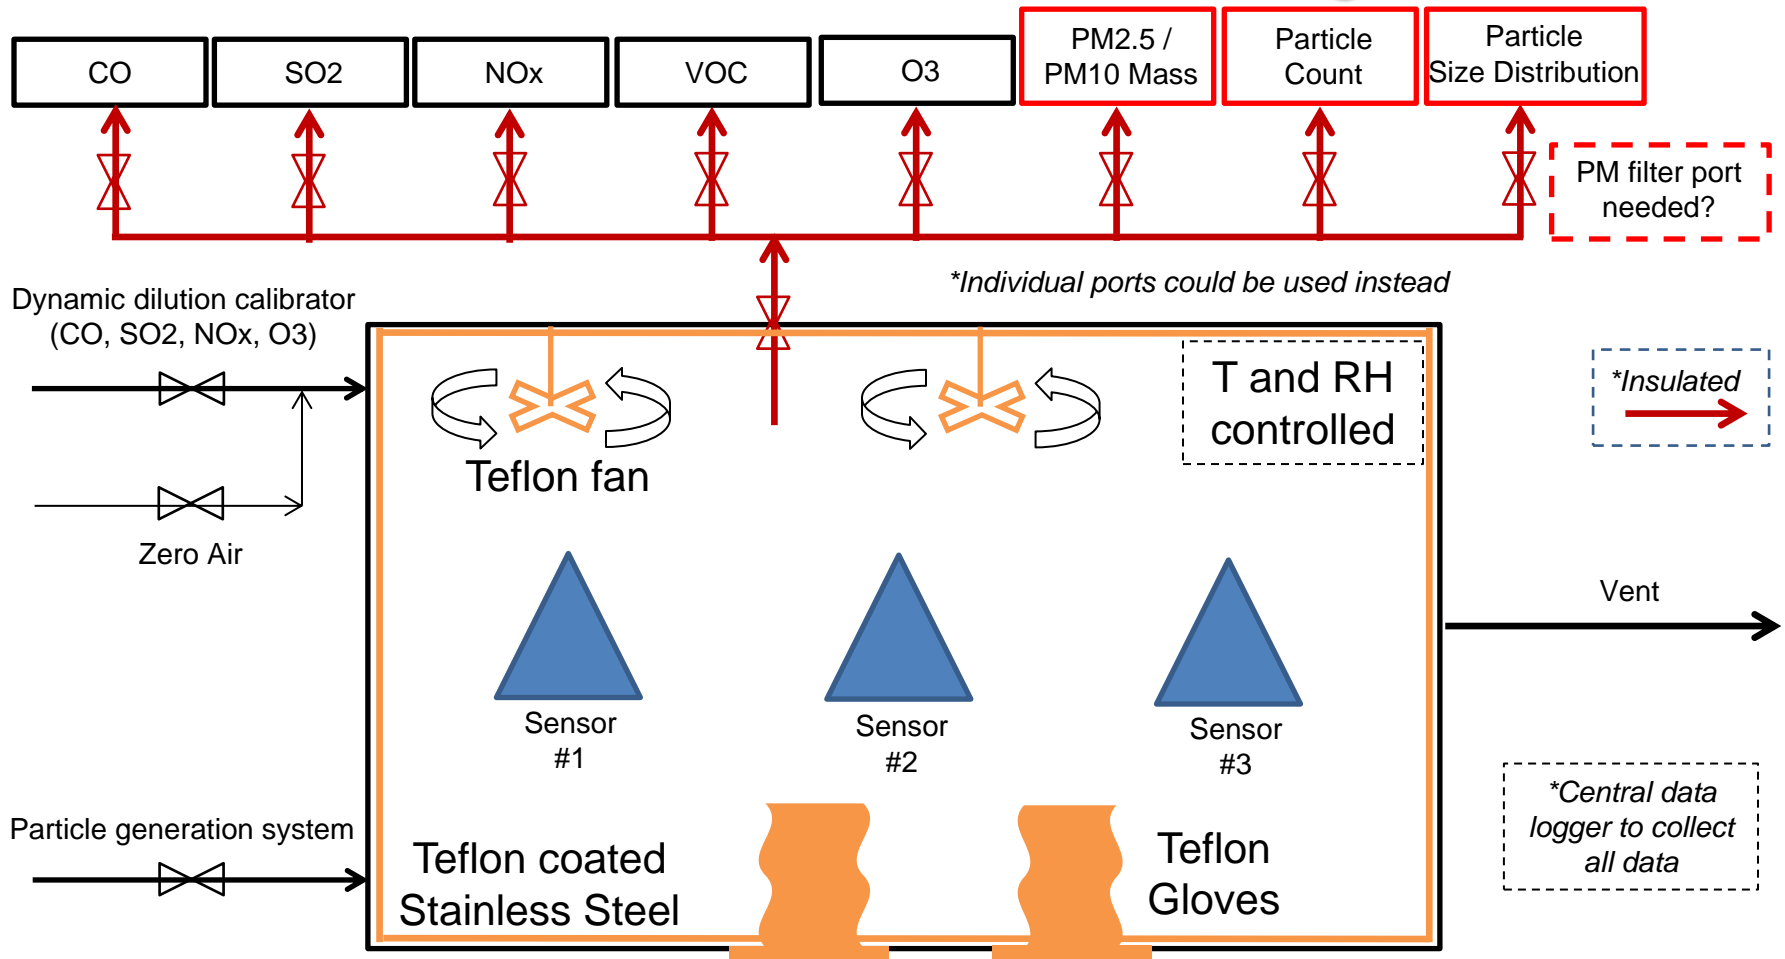 CO
SO2
NOx
VOC
O3
PM2.5 /
PM10 Mass
Particle
Count
Particle
Size Distribution
PM filter port
needed?
*Individual ports could be used instead
Dynamic dilution calibrator
(CO, SO2, NOx, O3)
T and RH
controlled
*Insulated
Teflon fan
Zero Air
Vent
Sensor
#1
Sensor
#2
Sensor
#3
*Central data
logger to collect
all data
Particle generation system
Teflon coated
Stainless Steel
Teflon
Gloves